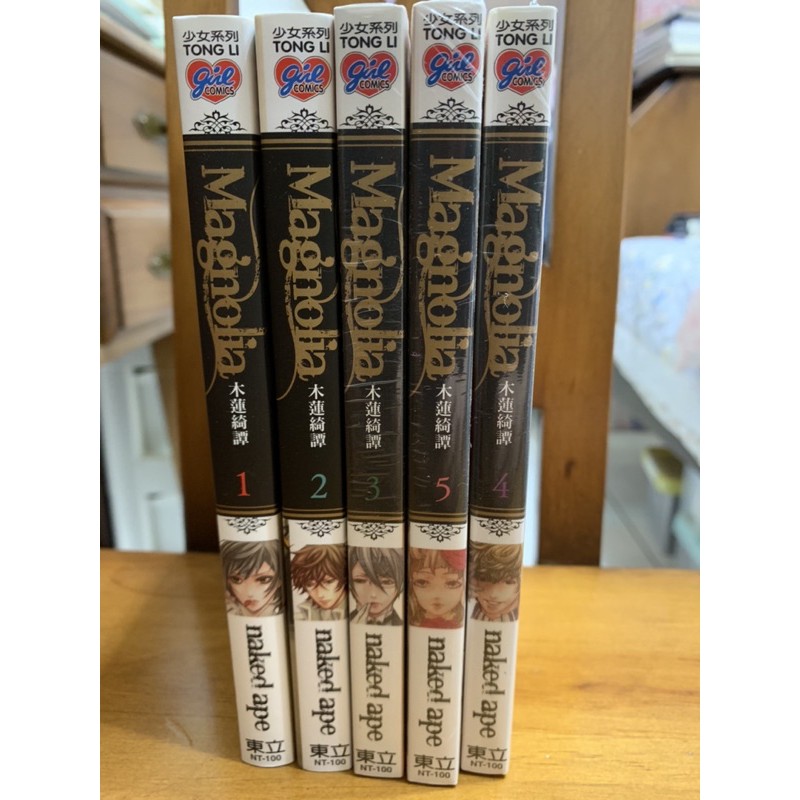 少女系列
TONG LI
girl
COMICS
Magnolia
木蓮綺譚
1
naked ape
東立
NT-100
少女系列
TONG LI
girl
COMICS
Magnolia
木蓮綺譚
2
naked ape
東立
NT-100
少女系列
TONG LI
girl
COMICS
Magnolia
木蓮綺譚
3
naked ape
東立
NT-100
少女系列
TONG LI
girl
COMICS
Magnolia
木蓮綺譚
5
naked ape
東立
NT-100
少女系列
TONG LI
girl
COMICS
Magnolia
木蓮綺譚
4
naked ape
東立
NT-100